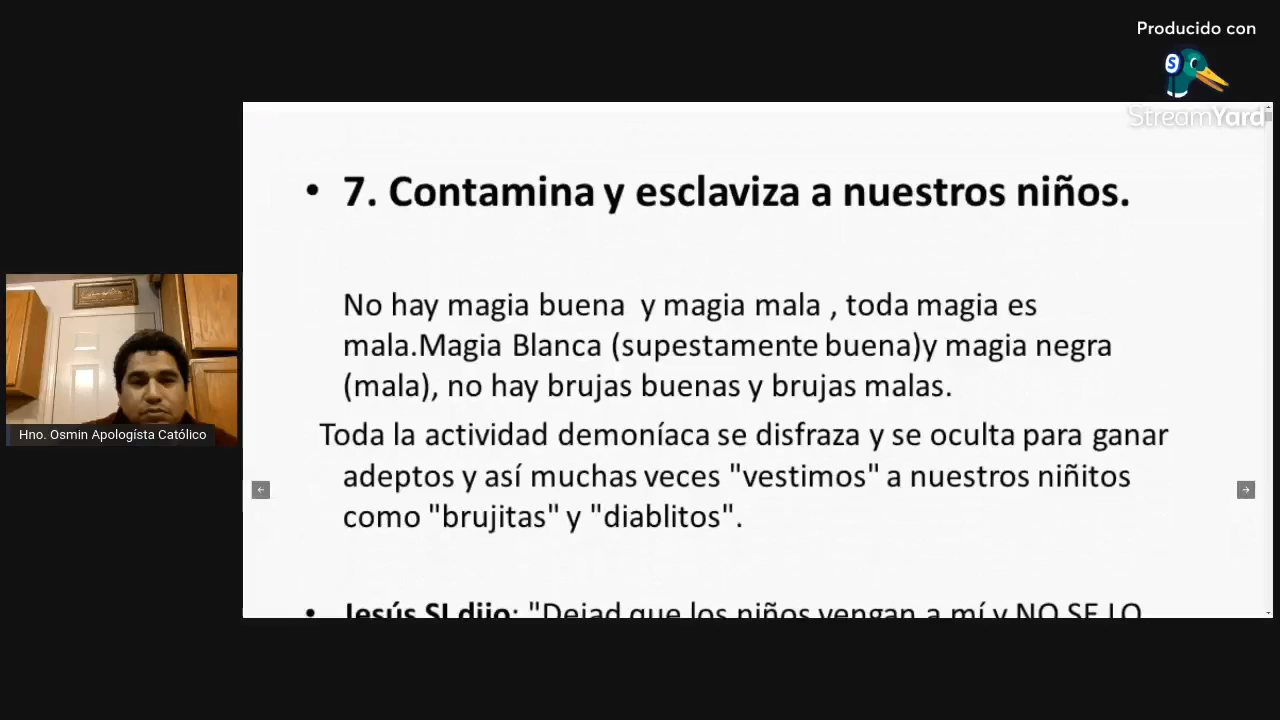 Producido con
S
StreamYard
• 7. Contamina y esclaviza a nuestros niños.
No hay magia buena y magia mala , toda magia es
mala.Magia Blanca (supestamente buena)y magia negra
(mala), no hay brujas buenas y brujas malas.
Toda la actividad demoníaca se disfraza y se oculta para ganar
adeptos y así muchas veces "vestimos" a nuestros niñitos
como "brujitas" y "diablitos".
• Jesús SI dijo: "Dejad que los niños vengan a mí y NO SE LO
Hno. Osmin Apologísta Católico